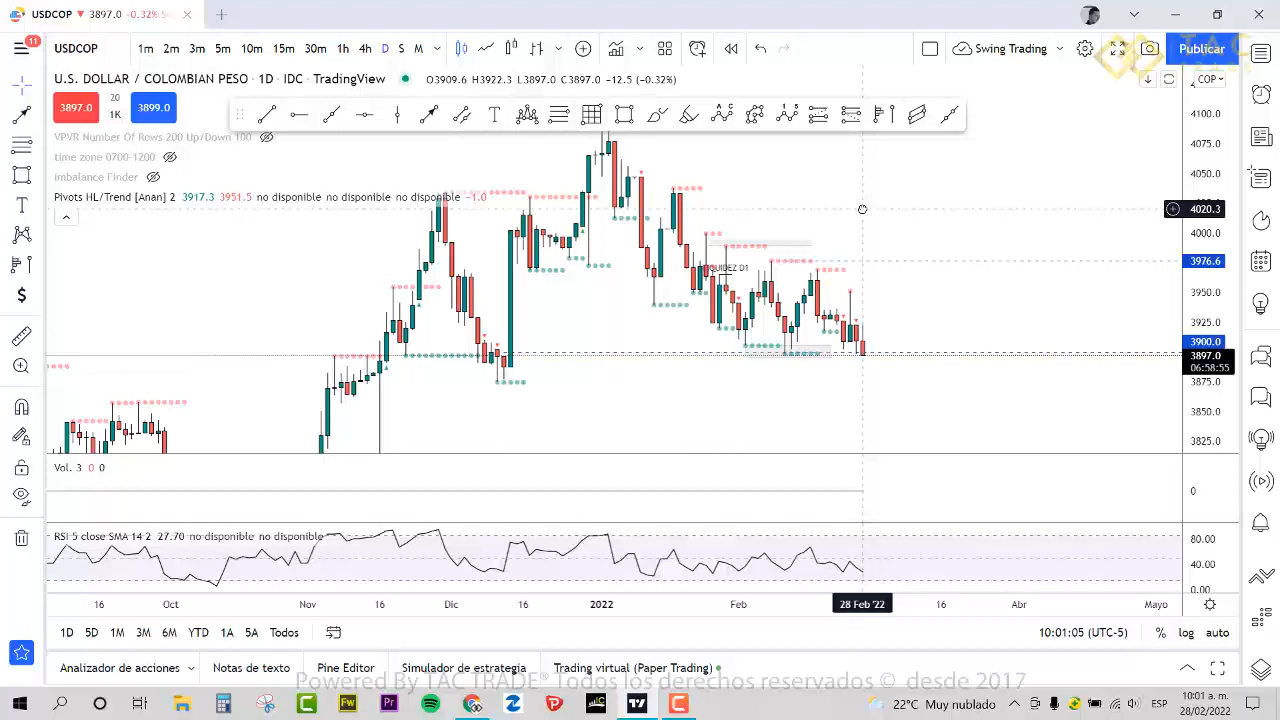 USDCOP ▼ 3897.0 −0.32%
11
USDCOP 1m 2m 3m 5m 10m 15m 30m 1h 4h D S M Swing Trading Publicar
U.S. DOLLAR / COLOMBIAN PESO · 1D · IDC · TradingView O3909.6 H3922.3 L3897.0 C3897.0 −12.5 (−0.32%)
COP
3897.0 20 1K 3899.0
VPVR Number Of Rows 200 Up/Down 100
time zone 0700-1200
Imbalance Finder
Pivots HL/Trend [Anan] 2 3917.3 3951.5 no disponible no disponible no disponible −1.0
LIQUIDEZ D1
4100.0
4075.0
4050.0
4020.3
4000.0
3976.6
3950.0
3925.0
3900.0
3897.0
06:58:55
3875.0
3850.0
3825.0
Vol. 3 0 0
0
RSI 5 close SMA 14 2 27.70 no disponible no disponible
80.00
40.00
0.00
16 Oct Nov 16 Dic 16 2022 Feb 28 Feb '22 16 Abr Mayo
1D 5D 1M 3M 6M YTD 1A 5A Todos 10:01:05 (UTC-5) % log auto
Analizador de acciones Notas de texto Pine Editor Simulador de estrategia Trading virtual (Paper Trading)
Powered By TAC TRADE® Todos los derechos reservados © desde 2017
22°C Muy nublado ESP 10:01 a. m.
28/02/2022